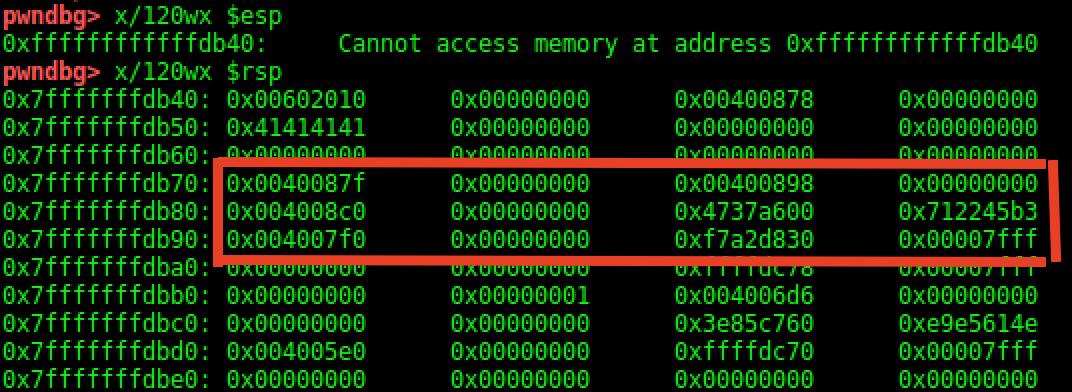 pwndbg> x/120wx $esp
0xffffffffffffdb40: Cannot access memory at address 0xffffffffffffdb40
pwndbg> x/120wx $rsp
0x7fffffffdb40: 0x00602010 0x00000000 0x00400878 0x00000000
0x7fffffffdb50: 0x41414141 0x00000000 0x00000000 0x00000000
0x7fffffffdb60: 0x00000000 0x00000000 0x00000000 0x00000000
0x7fffffffdb70: 0x0040087f 0x00000000 0x00400898 0x00000000
0x7fffffffdb80: 0x004008c0 0x00000000 0x4737a600 0x712245b3
0x7fffffffdb90: 0x004007f0 0x00000000 0xf7a2d830 0x00007fff
0x7fffffffdba0: 0x00000000 0x00000000 0xffffdc78 0x00007fff
0x7fffffffdbb0: 0x00000000 0x00000001 0x004006d6 0x00000000
0x7fffffffdbc0: 0x00000000 0x00000000 0x3e85c760 0xe9e5614e
0x7fffffffdbd0: 0x004005e0 0x00000000 0xffffdc70 0x00007fff
0x7fffffffdbe0: 0x00000000 0x00000000 0x00000000 0x00000000